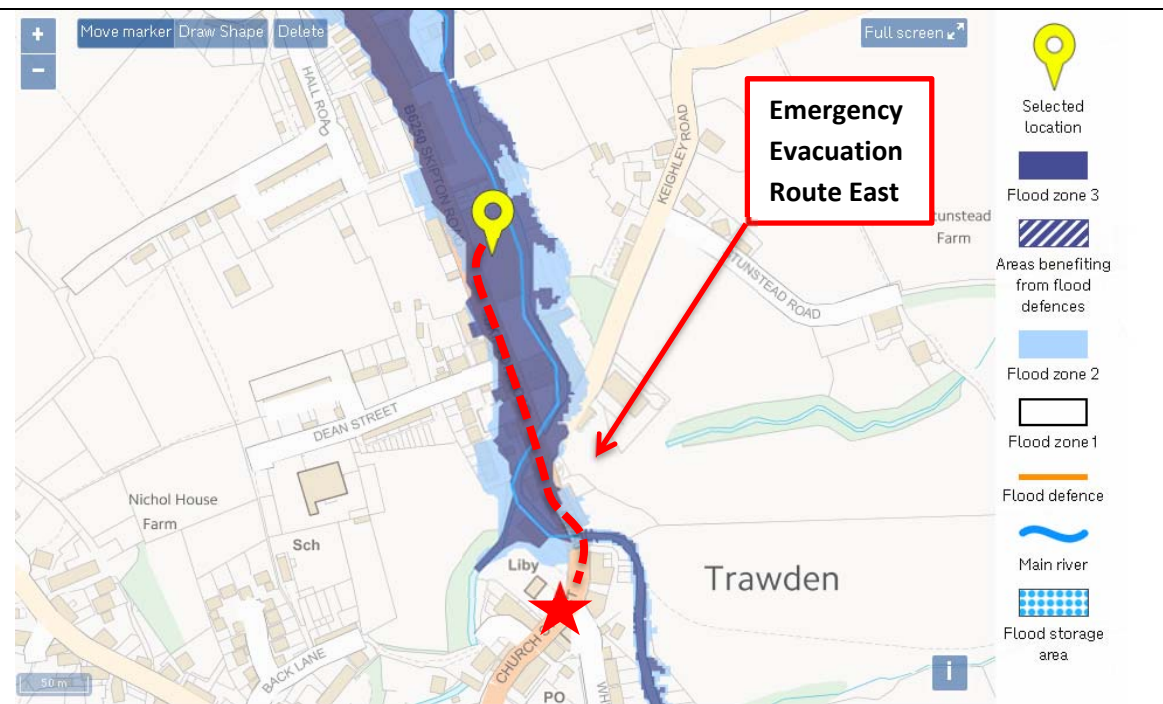 +
−
Move marker
Draw Shape
Delete
Full screen
HALL ROAD
B6250 SKIPTON ROAD
KEIGHLEY ROAD
Emergency
Evacuation
Route East
tunstead
Farm
TUNSTEAD ROAD
DEAN STREET
Nichol House
Farm
Sch
Liby
Trawden
CHURCH
BACK LANE
PO
WH
50 m
i
Selected
location
Flood zone 3
Areas benefiting
from flood
defences
Flood zone 2
Flood zone 1
Flood defence
Main river
Flood storage
area